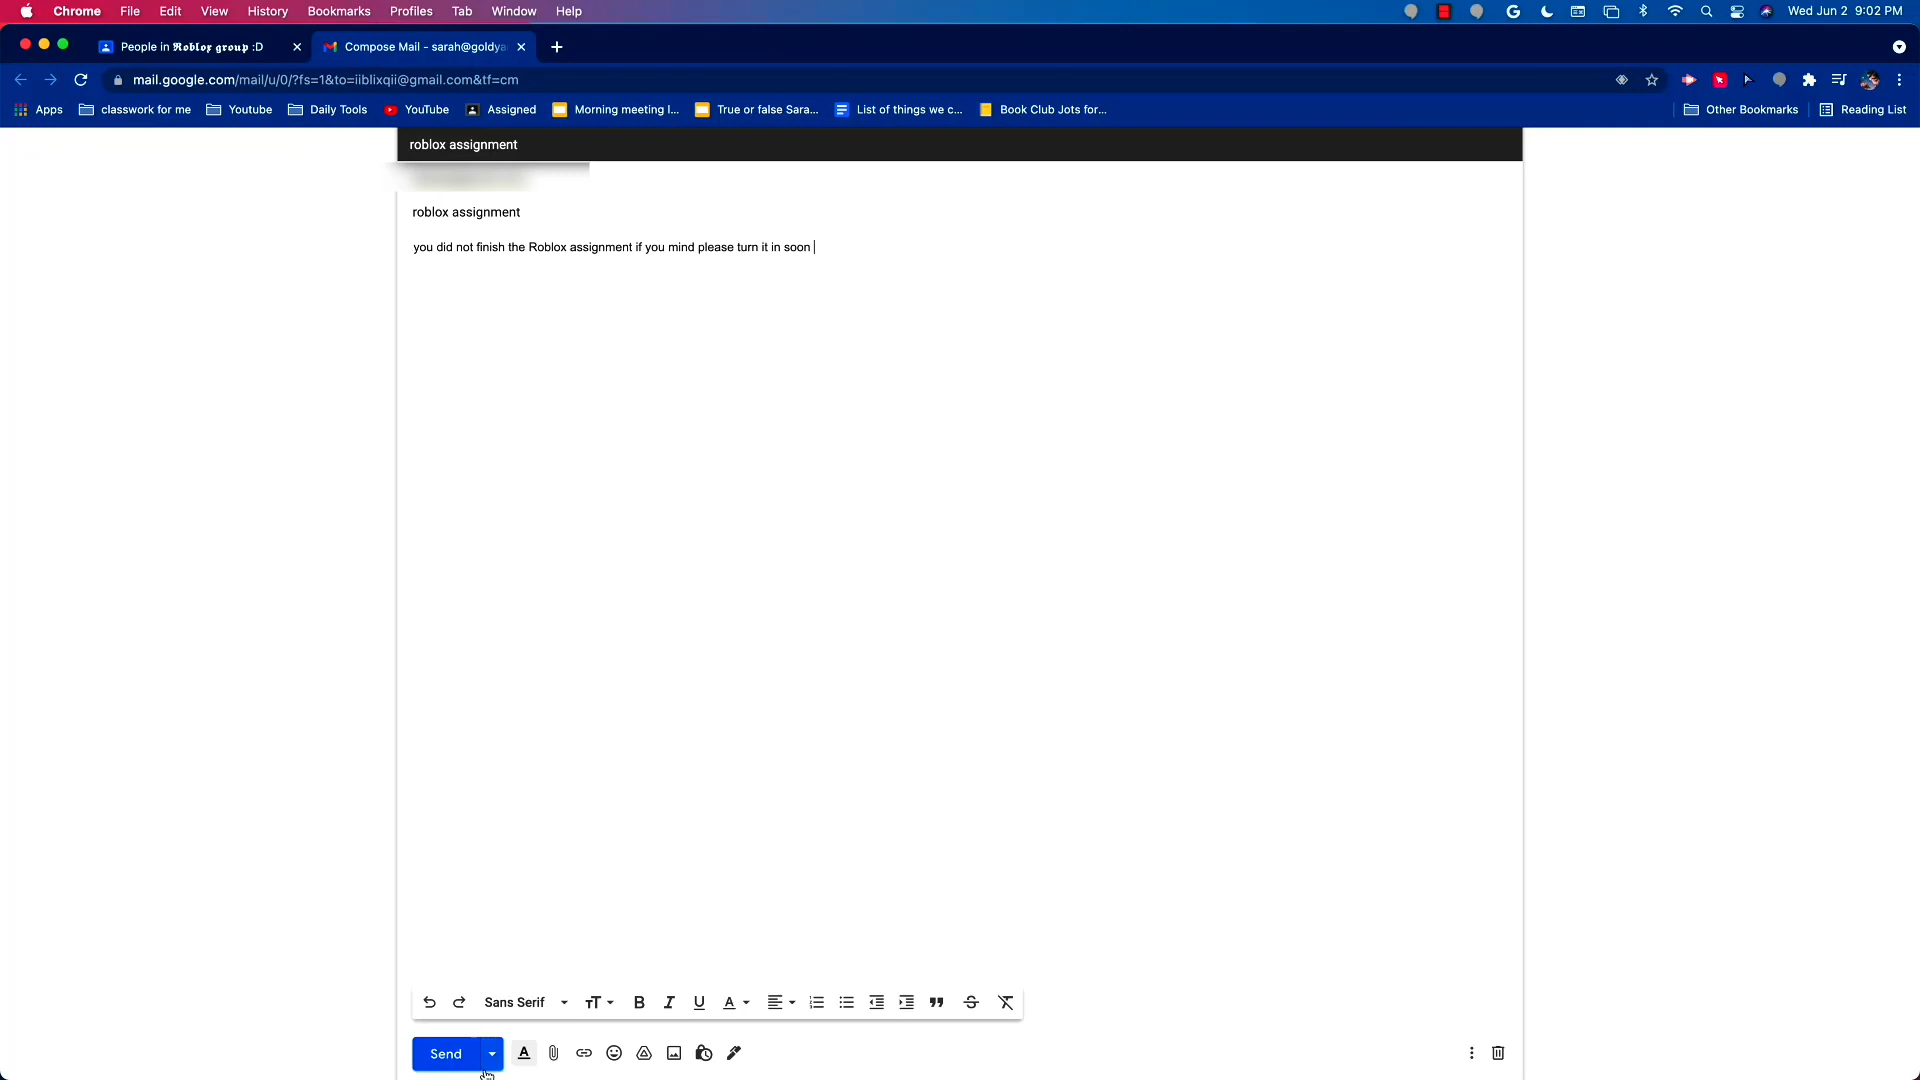 Chrome File Edit View History Bookmarks Profiles Tab Window Help Wed Jun 2 9:02 PM
People in 𝕽𝖔𝖇𝖑𝖔𝖝 𝖌𝖗𝖔𝖚𝖕 :D Compose Mail - sarah@goldya
mail.google.com/mail/u/0/?fs=1&to=iiblixqii@gmail.com&tf=cm
Apps classwork for me Youtube Daily Tools YouTube Assigned Morning meeting l... True or false Sara... List of things we c... Book Club Jots for... Other Bookmarks Reading List
roblox assignment
roblox assignment
you did not finish the Roblox assignment if you mind please turn it in soon
Sans Serif
Send